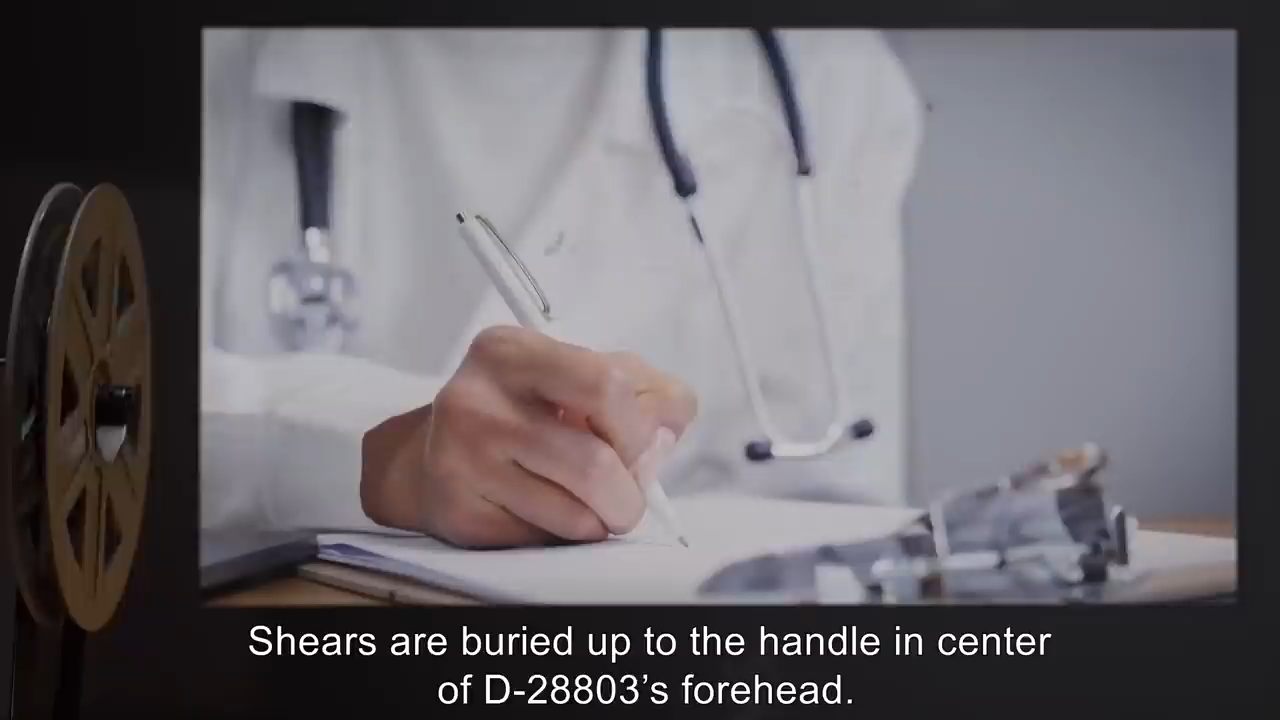 Shears are buried up to the handle in center
of D-28803’s forehead.